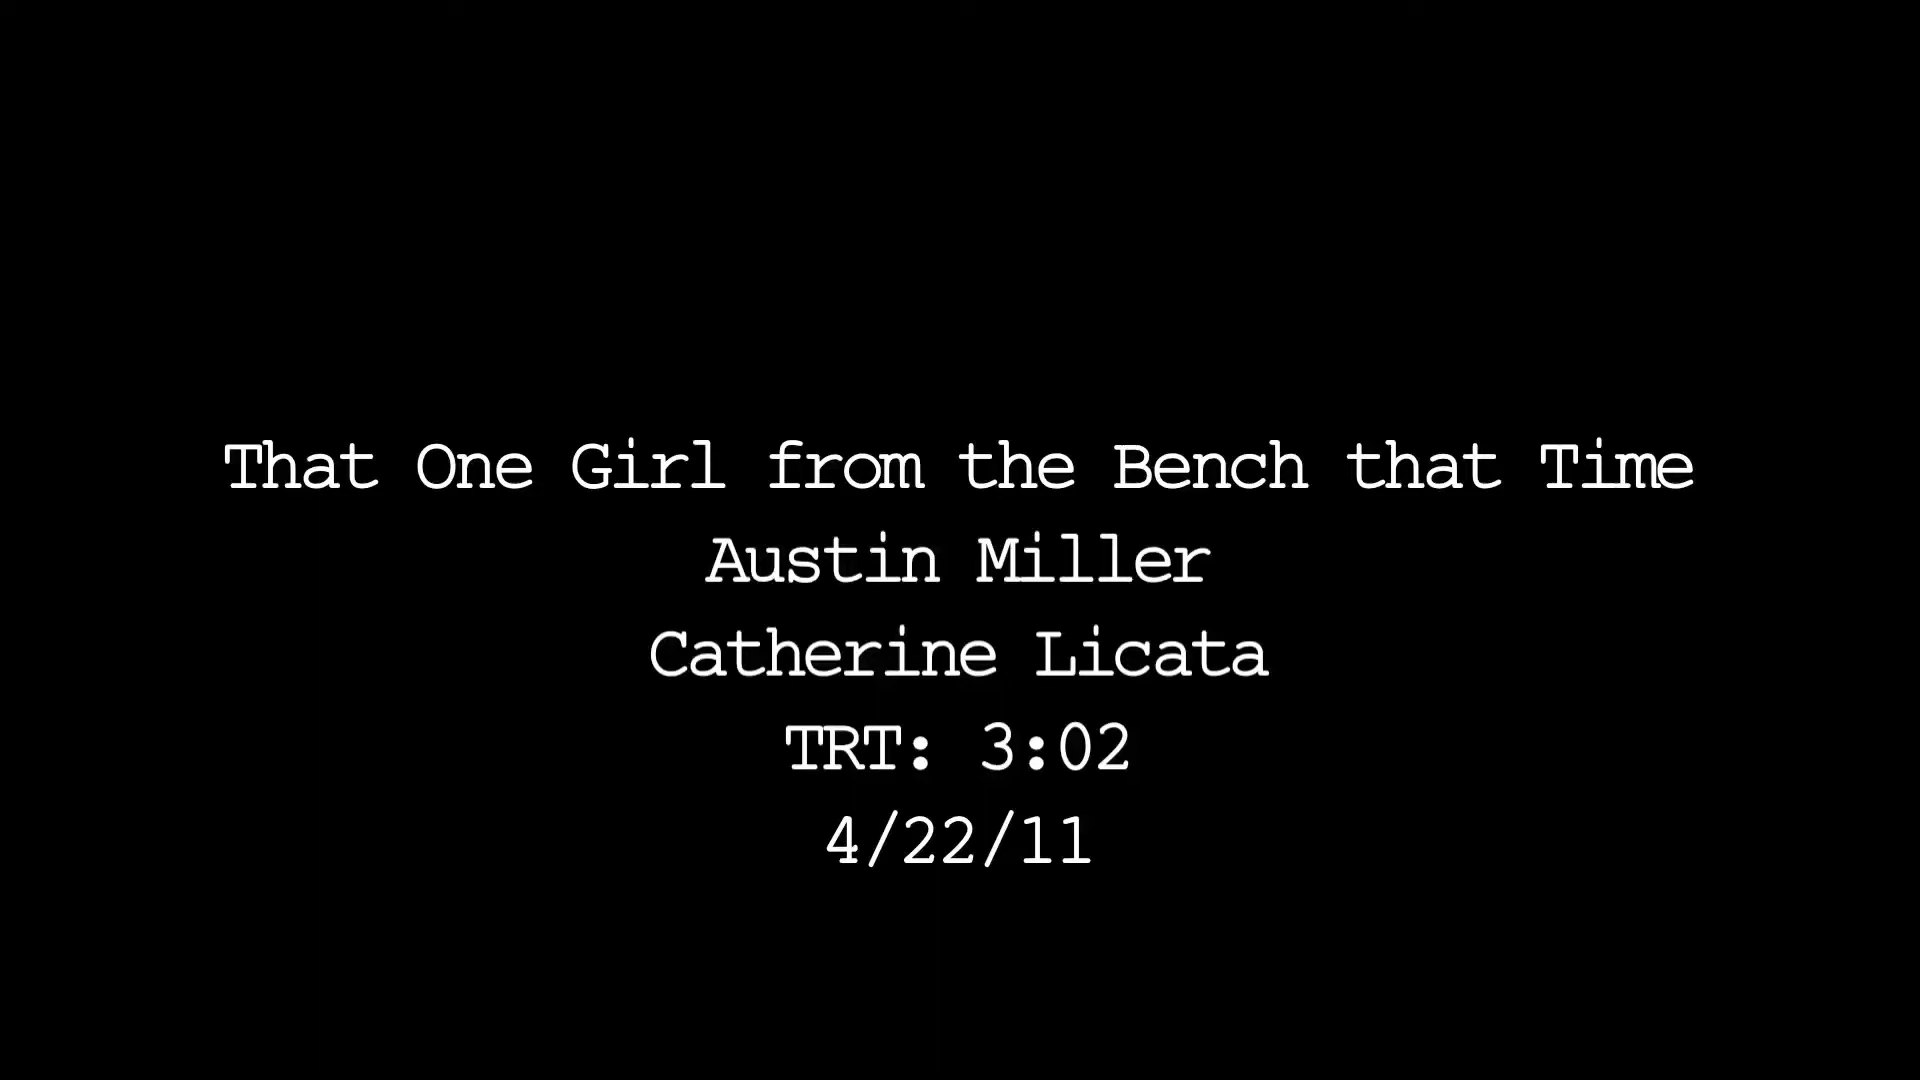 That One Girl from the Bench that Time
Austin Miller
Catherine Licata
TRT: 3:02
4/22/11